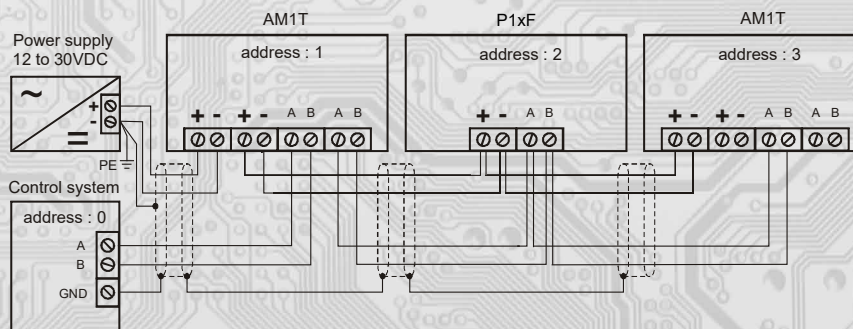 AM1T
P1xF
AM1T
Power supply
12 to 30VDC
address : 1
address : 2
address : 3
~
+
-
=
PE
+ - + - A B A B
+ - A B
+ - + - A B A B
Control system
address : 0
A
B
GND